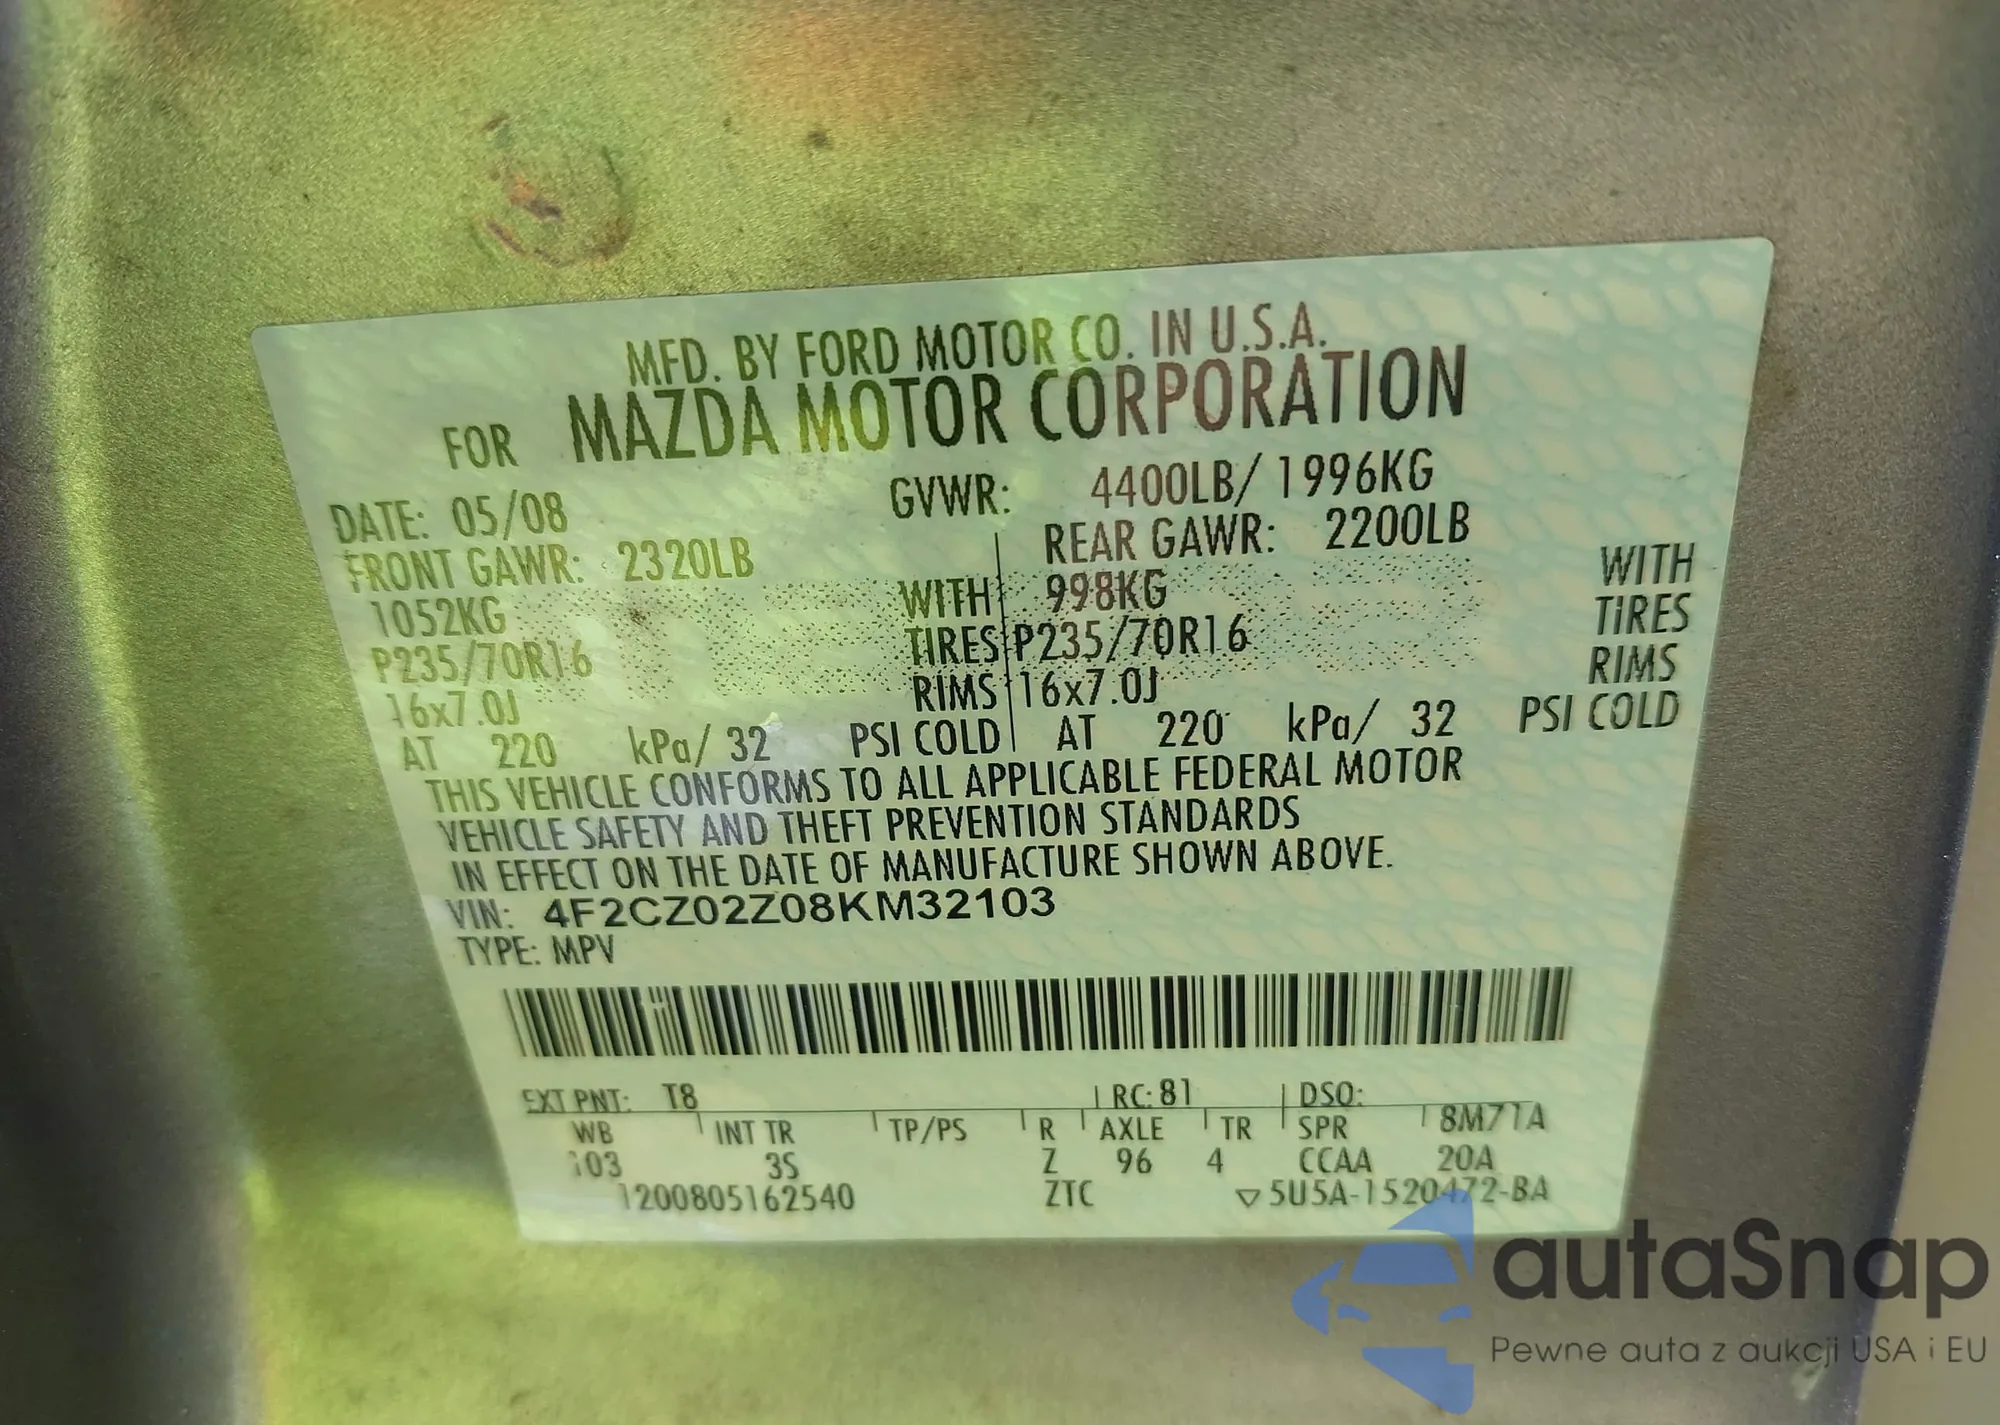 MFD. BY FORD MOTOR CO. IN U.S.A.
FOR MAZDA MOTOR CORPORATION
DATE: 05/08 GVWR: 4400LB/ 1996KG
FRONT GAWR: 2320LB REAR GAWR: 2200LB
1052KG WITH 998KG WITH
P235/70R16 TIRES P235/70R16 TIRES
16x7.0J RIMS 16x7.0J RIMS
AT 220 kPa/ 32 PSI COLD AT 220 kPa/ 32 PSI COLD
THIS VEHICLE CONFORMS TO ALL APPLICABLE FEDERAL MOTOR
VEHICLE SAFETY AND THEFT PREVENTION STANDARDS
IN EFFECT ON THE DATE OF MANUFACTURE SHOWN ABOVE.
VIN: 4F2CZ02Z08KM32103
TYPE: MPV
EXT PNT: T8 RC: 81 DSO:
WB INT TR TP/PS R AXLE TR SPR 8M71A
103 3S Z 96 4 CCAA 20A
1200805162540 ZTC ▽5U5A-1520472-BA
autaSnap
Pewne auta z aukcji USA i EU